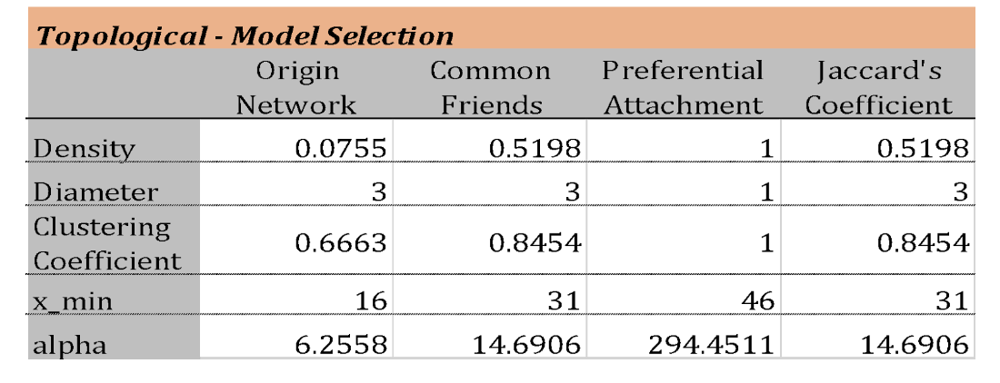 Topological - Model Selection
Origin Network Common Friends Preferential Attachment Jaccard's Coefficient
Density 0.0755 0.5198 1 0.5198
Diameter 3 3 1 3
Clustering Coefficient 0.6663 0.8454 1 0.8454
x_min 16 31 46 31
alpha 6.2558 14.6906 294.4511 14.6906